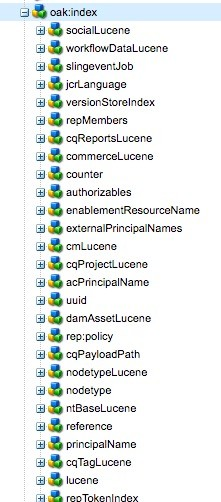 oak:index
socialLucene
workflowDataLucene
slingeventJob
jcrLanguage
versionStoreIndex
repMembers
cqReportsLucene
commerceLucene
counter
authorizables
enablementResourceName
externalPrincipalNames
cmLucene
cqProjectLucene
acPrincipalName
uuid
damAssetLucene
rep:policy
cqPayloadPath
nodetypeLucene
nodetype
ntBaseLucene
reference
principalName
cqTagLucene
lucene
repTokenIndex